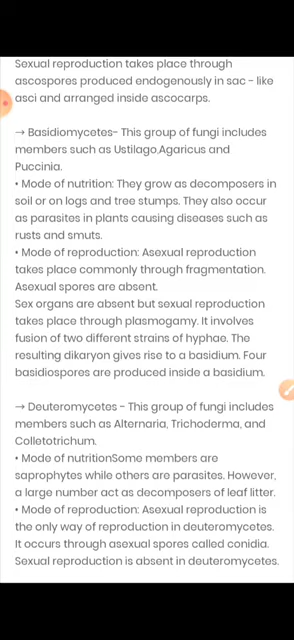 Sexual reproduction takes place through
ascospores produced endogenously in sac - like
asci and arranged inside ascocarps.
→ Basidiomycetes- This group of fungi includes
members such as Ustilago,Agaricus and
Puccinia.
• Mode of nutrition: They grow as decomposers in
soil or on logs and tree stumps. They also occur
as parasites in plants causing diseases such as
rusts and smuts.
• Mode of reproduction: Asexual reproduction
takes place commonly through fragmentation.
Asexual spores are absent.
Sex organs are absent but sexual reproduction
takes place through plasmogamy. It involves
fusion of two different strains of hyphae. The
resulting dikaryon gives rise to a basidium. Four
basidiospores are produced inside a basidium.
→ Deuteromycetes - This group of fungi includes
members such as Alternaria, Trichoderma, and
Colletotrichum.
• Mode of nutritionSome members are
saprophytes while others are parasites. However,
a large number act as decomposers of leaf litter.
• Mode of reproduction: Asexual reproduction is
the only way of reproduction in deuteromycetes.
It occurs through asexual spores called conidia.
Sexual reproduction is absent in deuteromycetes.